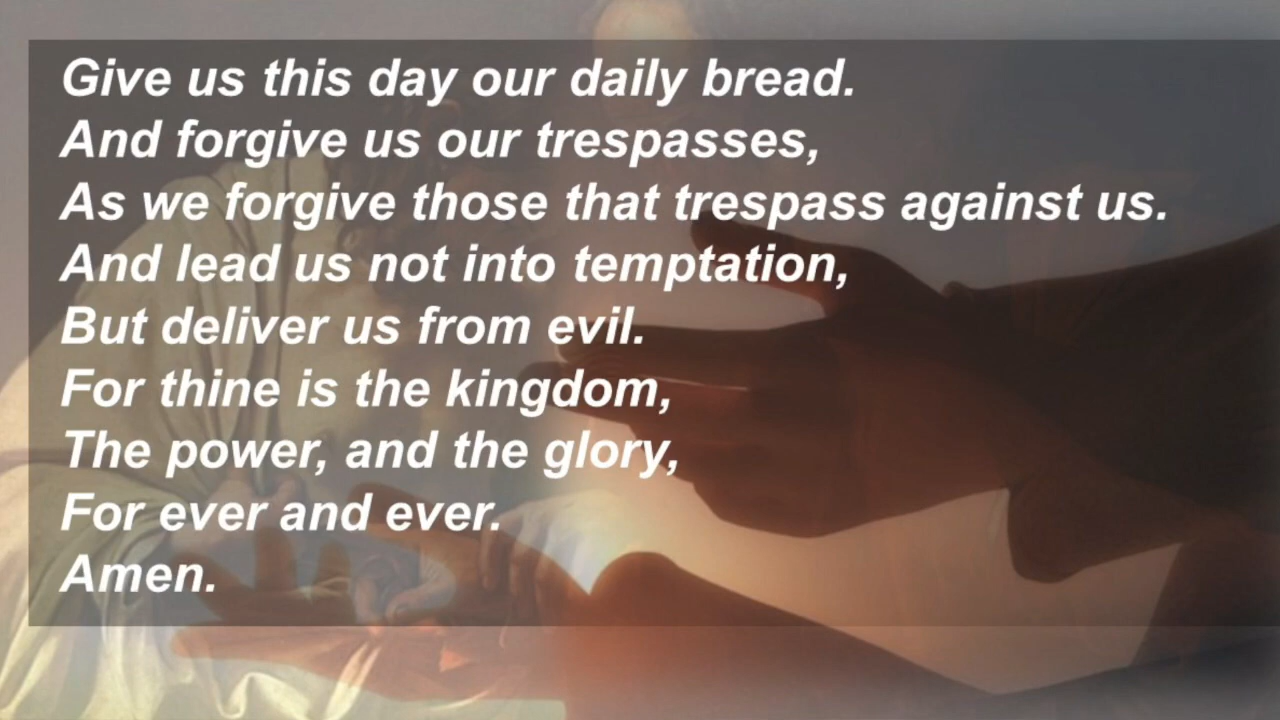 Give us this day our daily bread.
And forgive us our trespasses,
As we forgive those that trespass against us.
And lead us not into temptation,
But deliver us from evil.
For thine is the kingdom,
The power, and the glory,
For ever and ever.
Amen.